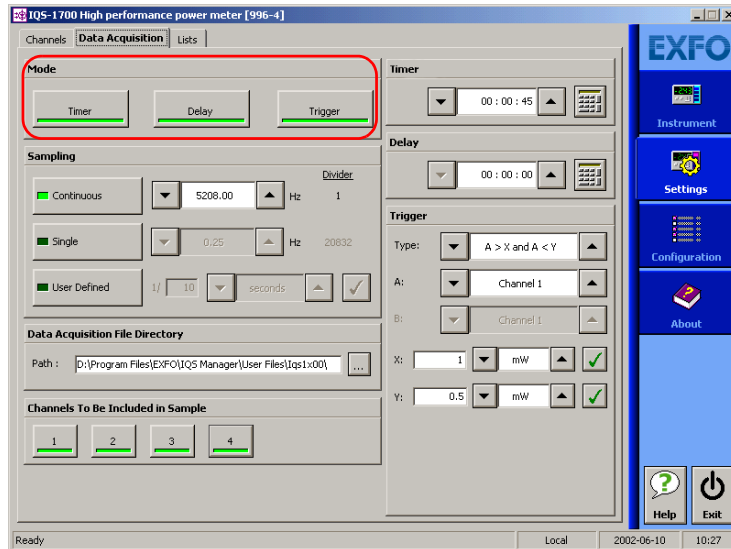 IQS-1700 High performance power meter [996-4]
Channels Data Acquisition Lists
Mode
Timer Delay Trigger
Sampling
Divider
Continuous 5208.00 Hz 1
Single 0.25 Hz 20832
User Defined 1/ 10 seconds
Data Acquisition File Directory
Path : D:\Program Files\EXFO\IQS Manager\User Files\Iqs1x00\ ...
Channels To Be Included in Sample
1 2 3 4
Timer
00 : 00 : 45
Delay
00 : 00 : 00
Trigger
Type: A > X and A < Y
A: Channel 1
B: Channel 1
X: 1 mW
Y: 0.5 mW
EXFO
Instrument
Settings
Configuration
About
Help Exit
Ready Local 2002-06-10 10:27